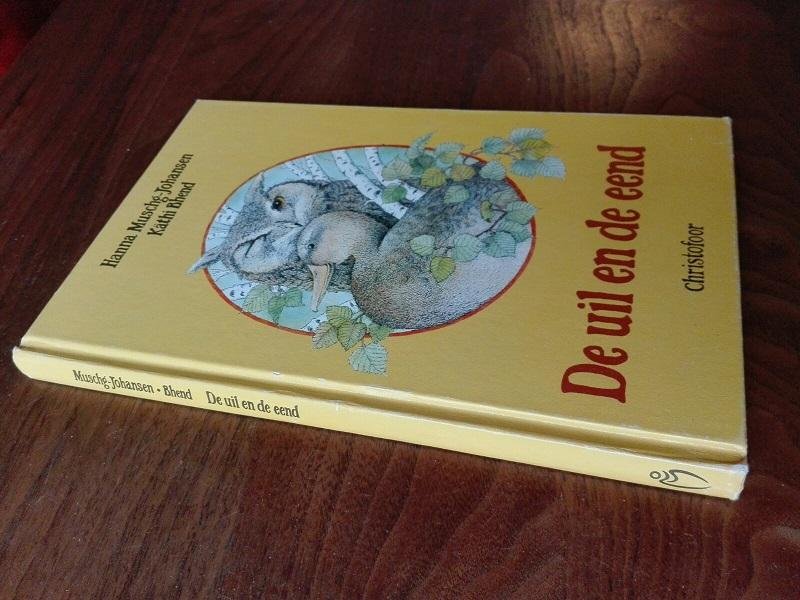 Hanna Muschg-Johansen
Käthi Bhend
De uil en de eend
Christofoor
Muschg-Johansen • Bhend De uil en de eend